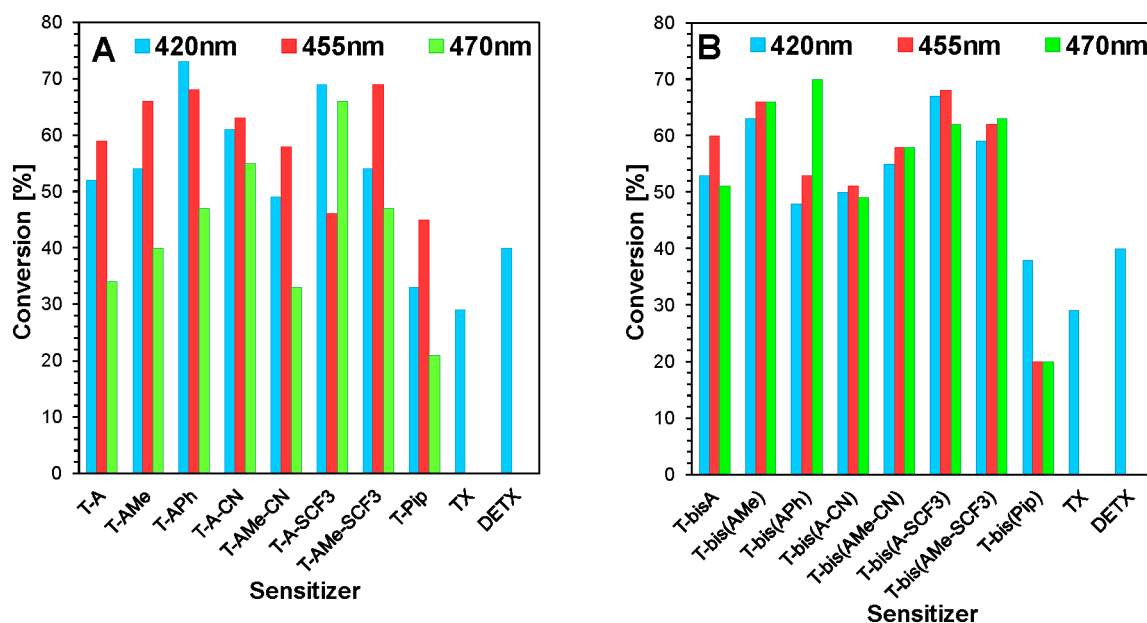 A
420nm 455nm 470nm
Conversion [%]
80
70
60
50
40
30
20
10
0
T-A
T-AMe
T-APh
T-A-CN
T-AMe-CN
T-A-SCF3
T-AMe-SCF3
T-Pip
TX
DETX
Sensitizer
B
420nm 455nm 470nm
Conversion [%]
80
70
60
50
40
30
20
10
0
T-bisA
T-bis(AMe)
T-bis(APh)
T-bis(A-CN)
T-bis(AMe-CN)
T-bis(A-SCF3)
T-bis(AMe-SCF3)
T-bis(Pip)
TX
DETX
Sensitizer